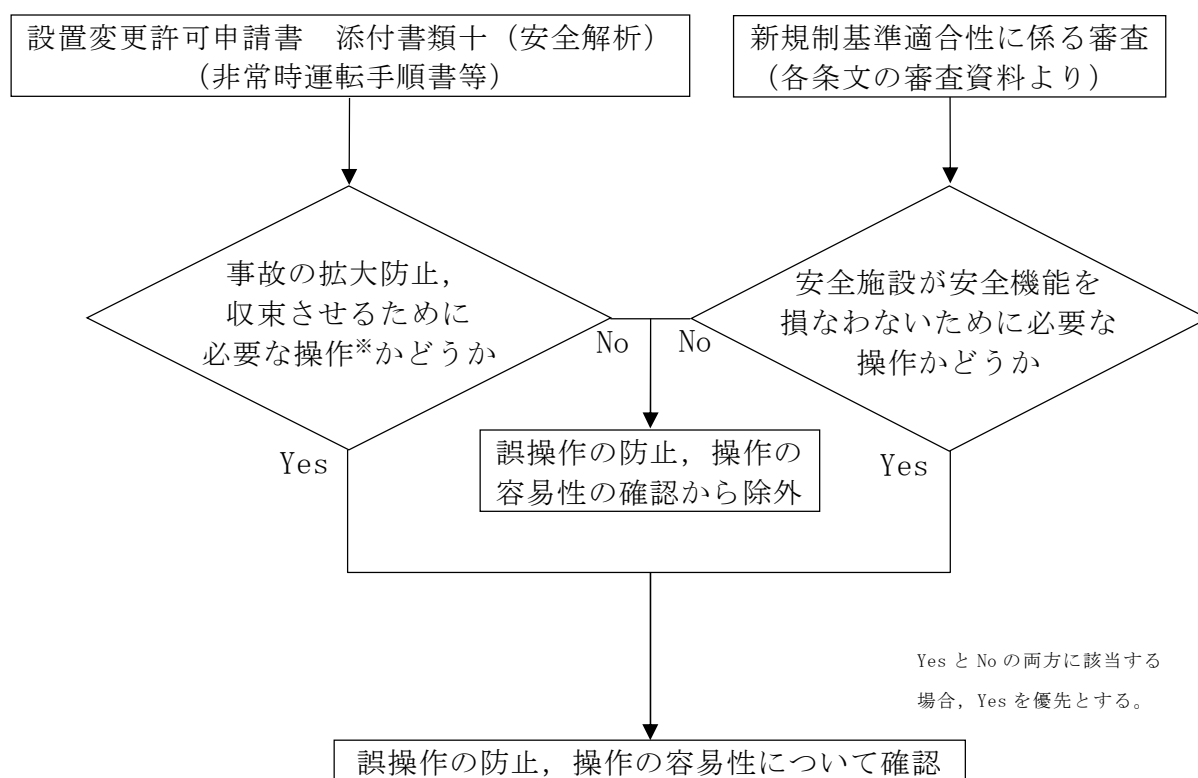 設置変更許可申請書　添付書類十（安全解析）
（非常時運転手順書等）
新規制基準適合性に係る審査
（各条文の審査資料より）
事故の拡大防止，
収束させるために
必要な操作※かどうか
安全施設が安全機能を
損なわないために必要な
操作かどうか
No
No
誤操作の防止，操作の
容易性の確認から除外
Yes
Yes
Yes と No の両方に該当する
場合，Yes を優先とする。
誤操作の防止，操作の容易性について確認